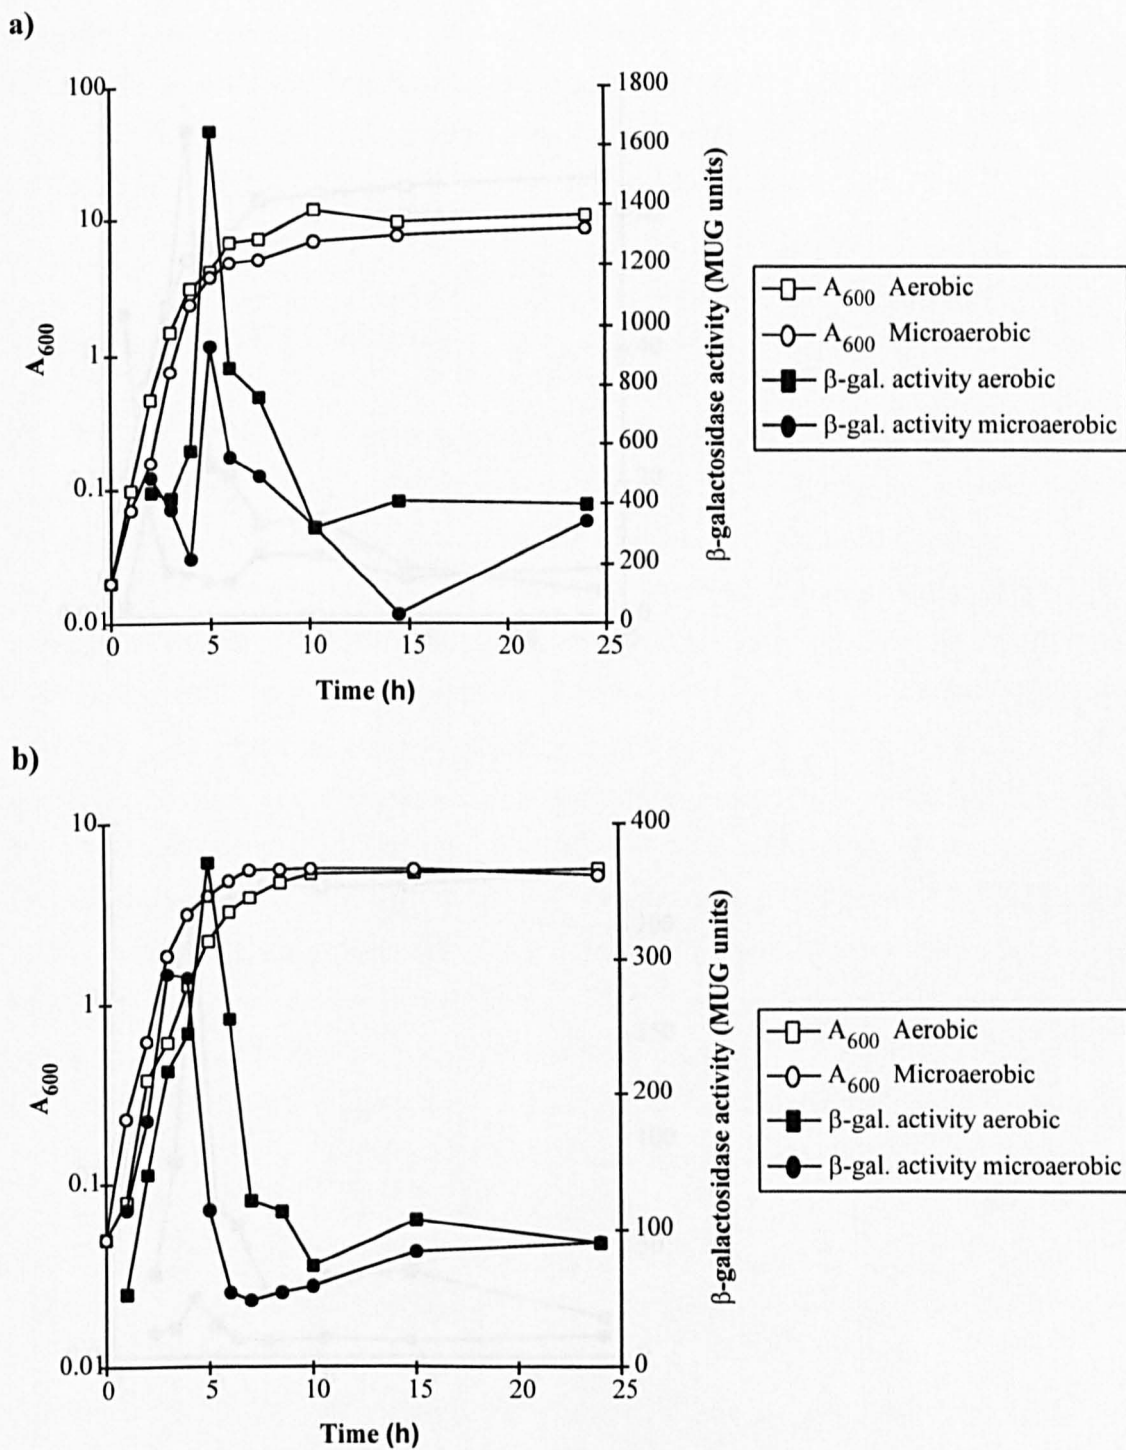 a)
100
10
1
0.1
0.01
A600
0 5 10 15 20 25
Time (h)
1800
1600
1400
1200
1000
800
600
400
200
0
β-galactosidase activity (MUG units)
A600 Aerobic
A600 Microaerobic
β-gal. activity aerobic
β-gal. activity microaerobic
b)
10
1
0.1
0.01
A600
0 5 10 15 20 25
Time (h)
400
300
200
100
0
β-galactosidase activity (MUG units)
A600 Aerobic
A600 Microaerobic
β-gal. activity aerobic
β-gal. activity microaerobic